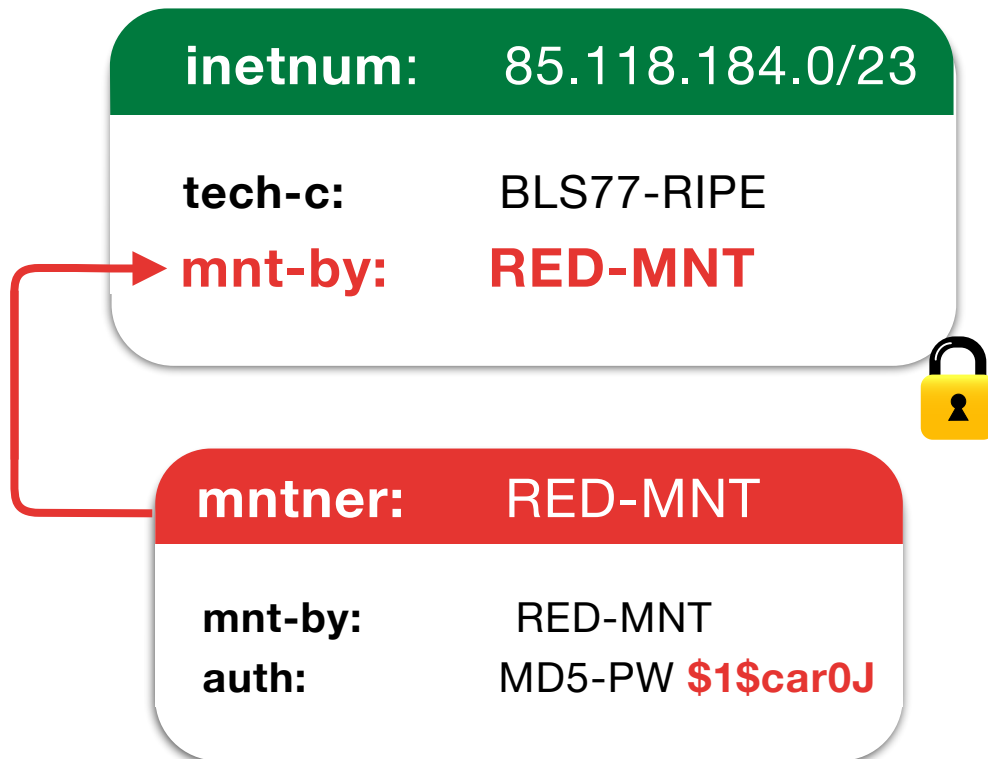 inetnum: 85.118.184.0/23
tech-c: BLS77-RIPE
mnt-by: RED-MNT
mntner: RED-MNT
mnt-by: RED-MNT
auth: MD5-PW $1$car0J